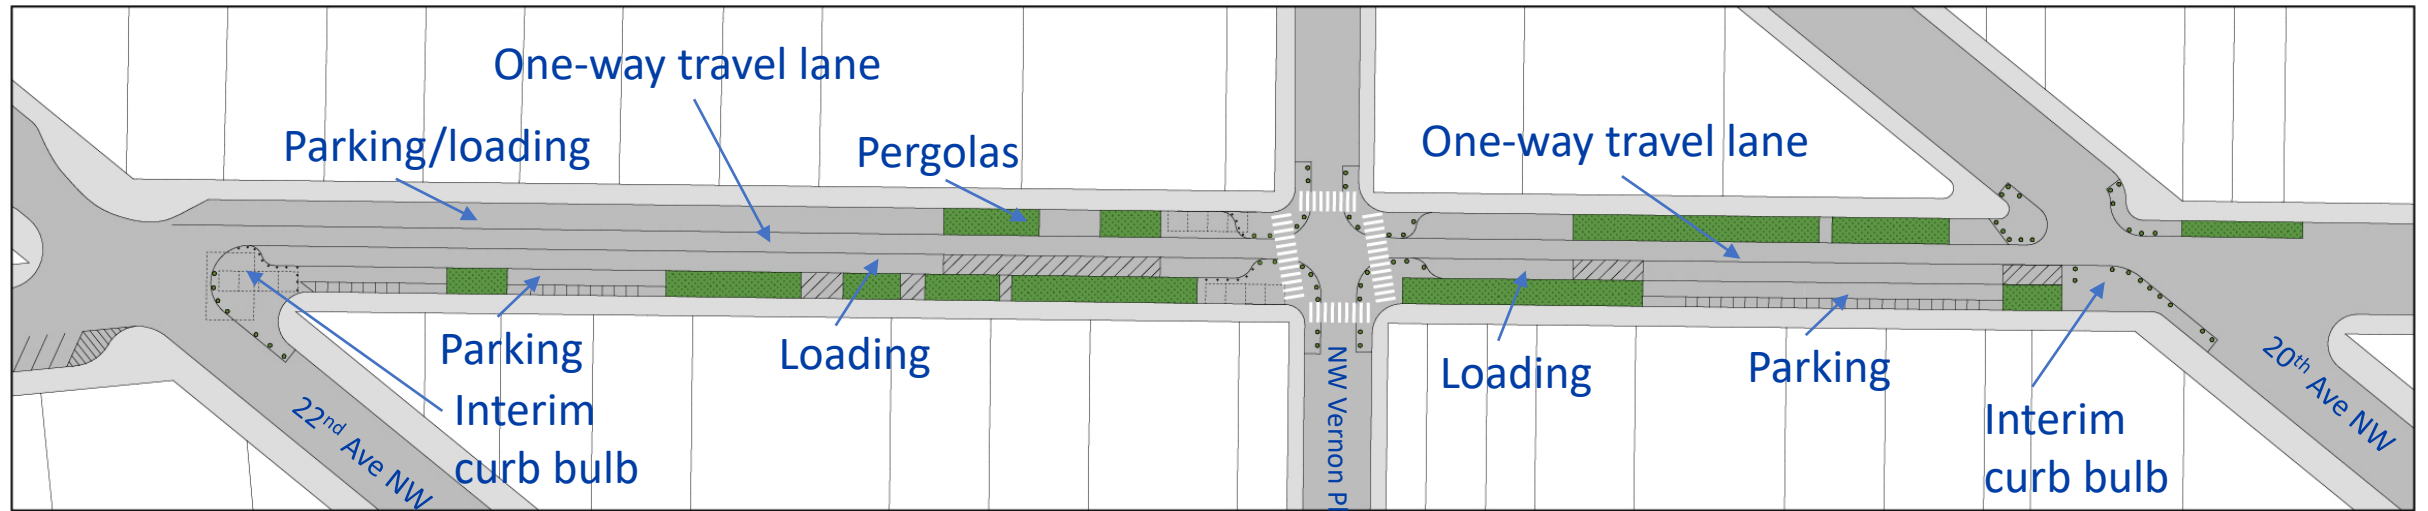 One-way travel lane
Parking/loading
Pergolas
One-way travel lane
Parking
Loading
Interim
curb bulb
22nd Ave NW
NW Vernon Pl
Loading
Parking
Interim
curb bulb
20th Ave NW